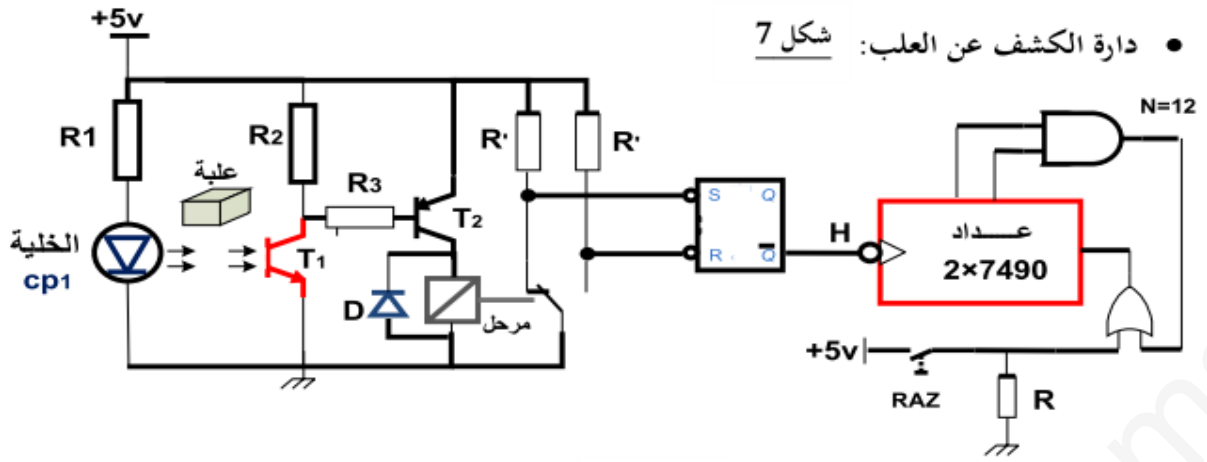 • دارة الكشف عن العلب: شكل 7
+5v
R1
R2
علبة
R3
R'
R'
N=12
الخلية
cp1
T1
T2
D
مرحل
S Q
R Q̅
H
عـــداد
2×7490
+5v
RAZ
R